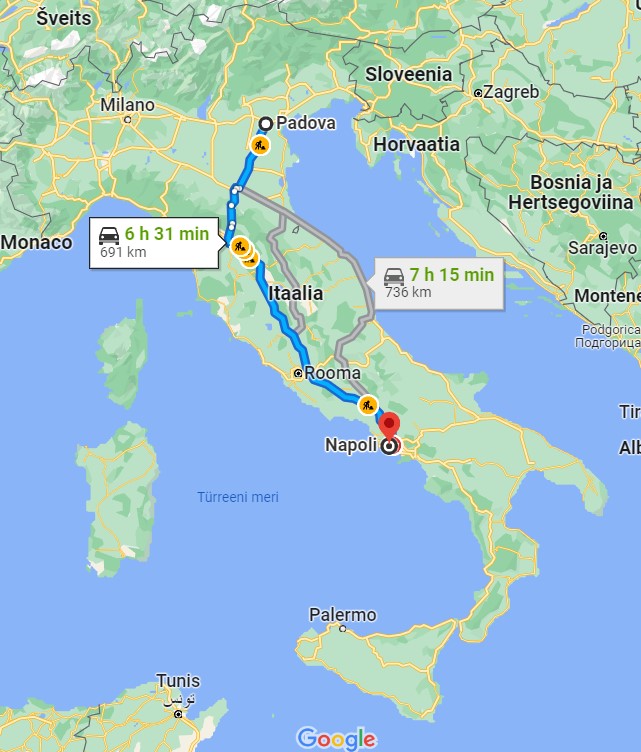 Šveits
Sloveenia
Zagreb
Milano
Padova
Horvaatia
Bosnia ja
Hertsegoviina
6 h 31 min
691 km
Monaco
Sarajevo
7 h 15 min
736 km
Itaalia
Montene
Podgorica
Подгорица
Rooma
Tir
Napoli
Alb
Türreeni meri
Palermo
Tunis
تونس
Google